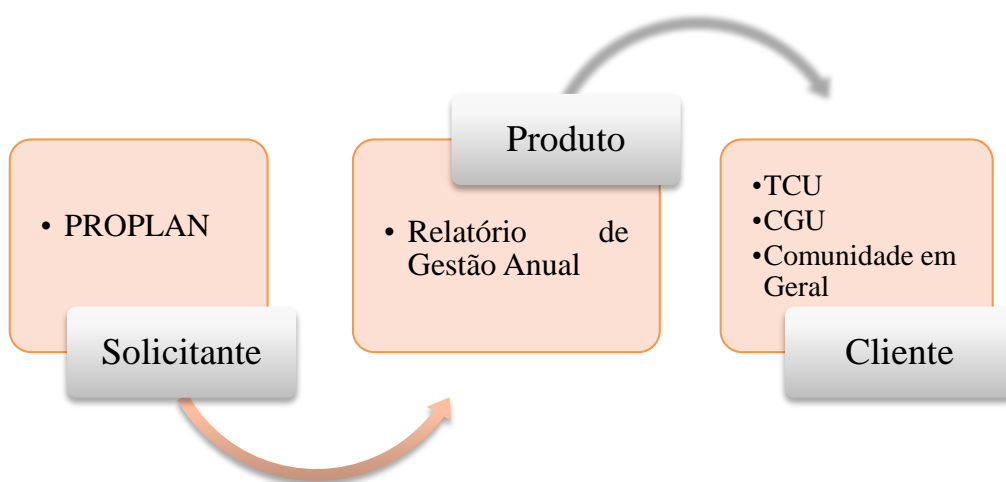 • PROPLAN
Solicitante
Produto
• Relatório de
Gestão Anual
•TCU
•CGU
•Comunidade em
Geral
Cliente